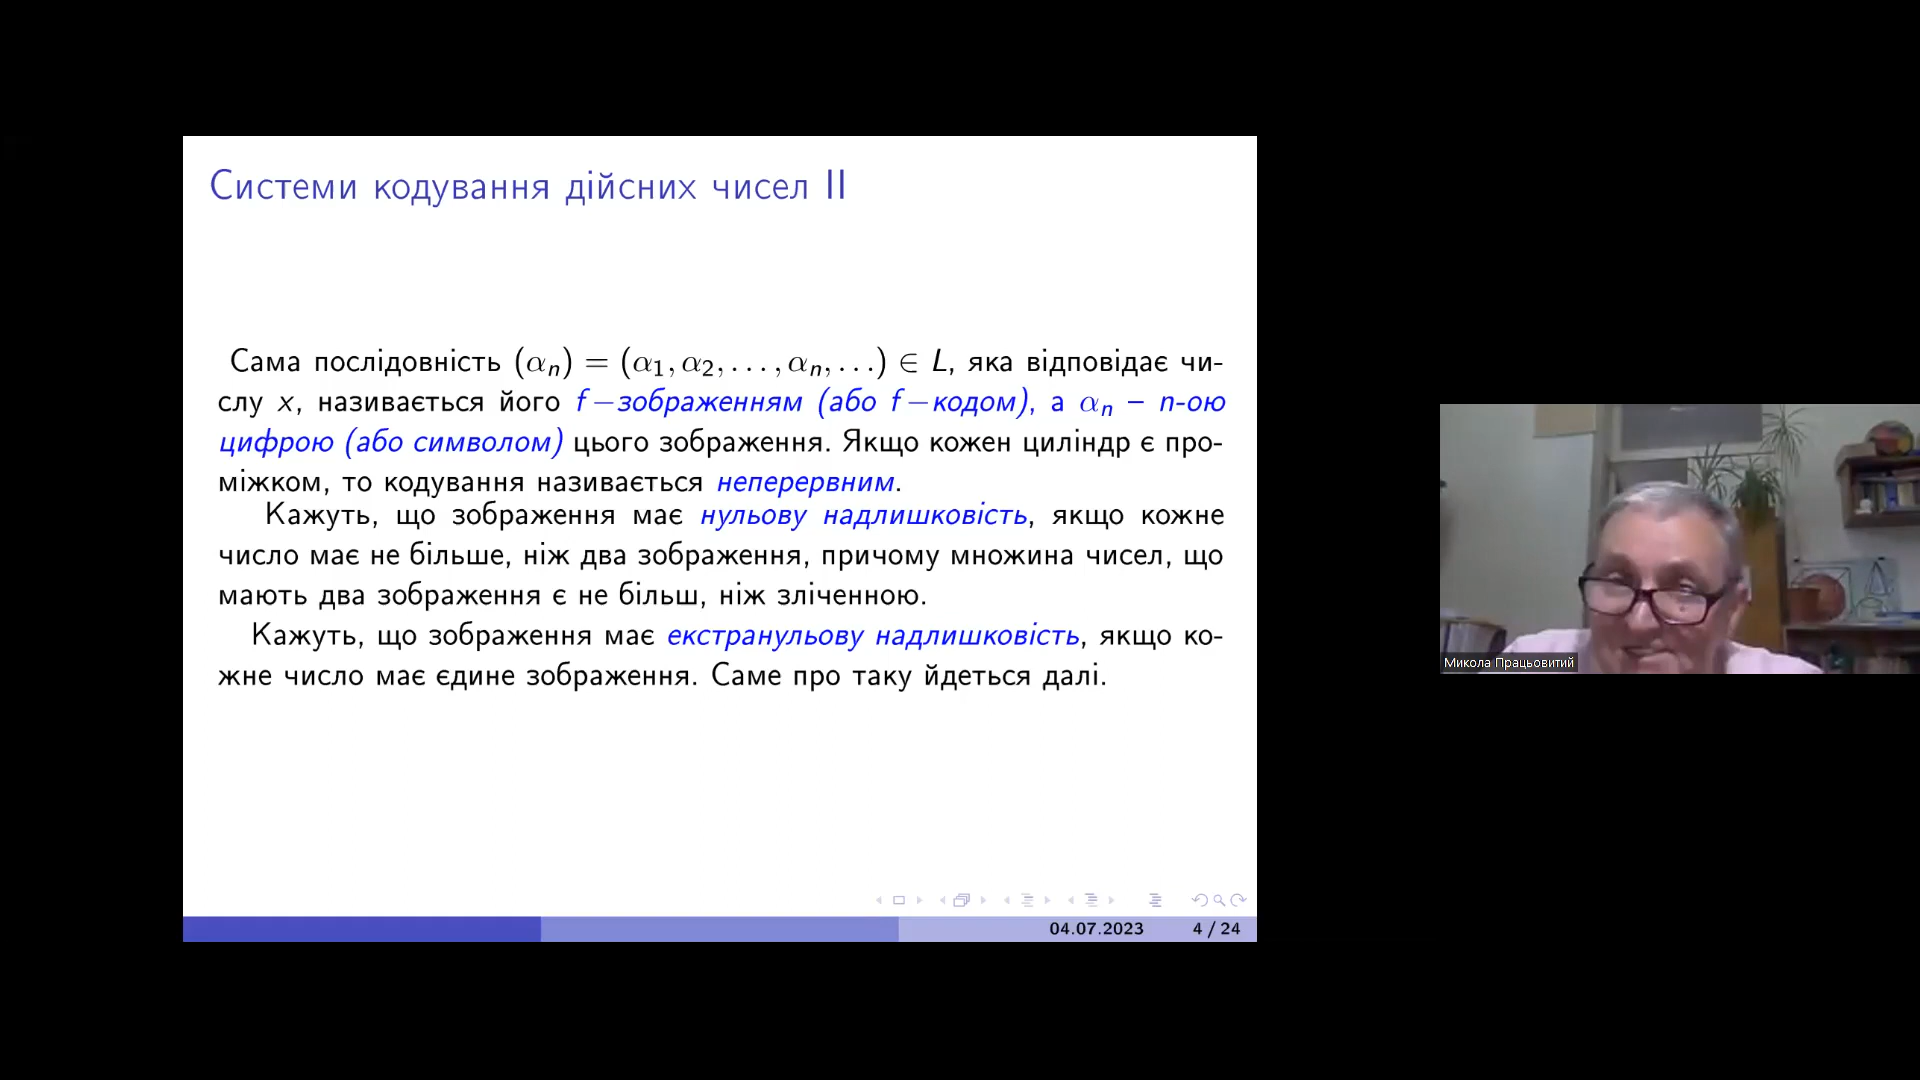 Системи кодування дійсних чисел II
Сама послідовність (αₙ) = (α₁, α₂, . . . , αₙ, . . .) ∈ L, яка відповідає чи-
слу x, називається його f −зображенням (або f −кодом), а αₙ – n-ою
цифрою (або символом) цього зображення. Якщо кожен циліндр є про-
міжком, то кодування називається неперервним.
Кажуть, що зображення має нульову надлишковість, якщо кожне
число має не більше, ніж два зображення, причому множина чисел, що
мають два зображення є не більш, ніж зліченною.
Кажуть, що зображення має екстранульову надлишковість, якщо ко-
жне число має єдине зображення. Саме про таку йдеться далі.
04.07.2023 4 / 24
Микола Працьовитий